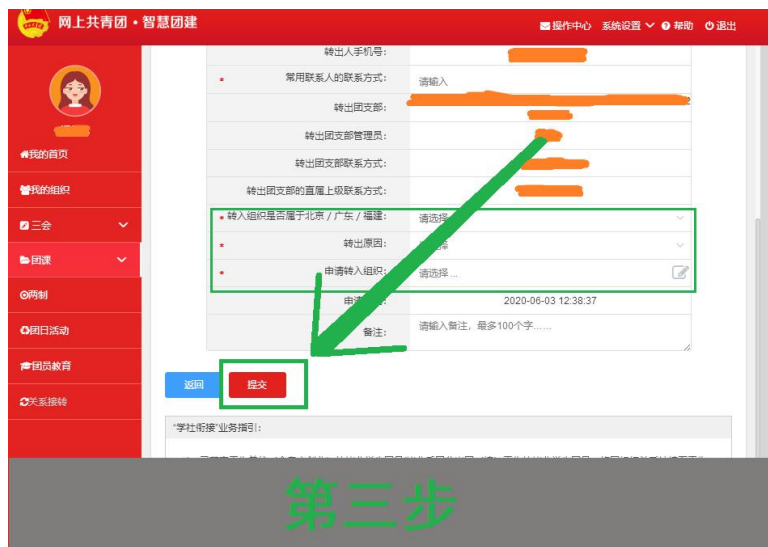 网上共青团·智慧团建
操作中心 系统设置 帮助 退出
转出人手机号:
* 常用联系人的联系方式: 请输入
转出团支部:
转出团支部管理员:
转出团支部联系方式:
转出团支部的直属上级联系方式:
* 转入组织是否属于北京/广东/福建: 请选择
* 转出原因:
* 申请转入组织: 请选择...
2020-06-03 12:38:37
备注: 请输入备注，最多100个字……
返回 提交
"学社衔接"业务指引:
我的首页
我的组织
三会
团课
两制
团日活动
团员教育
关系接转
第三步